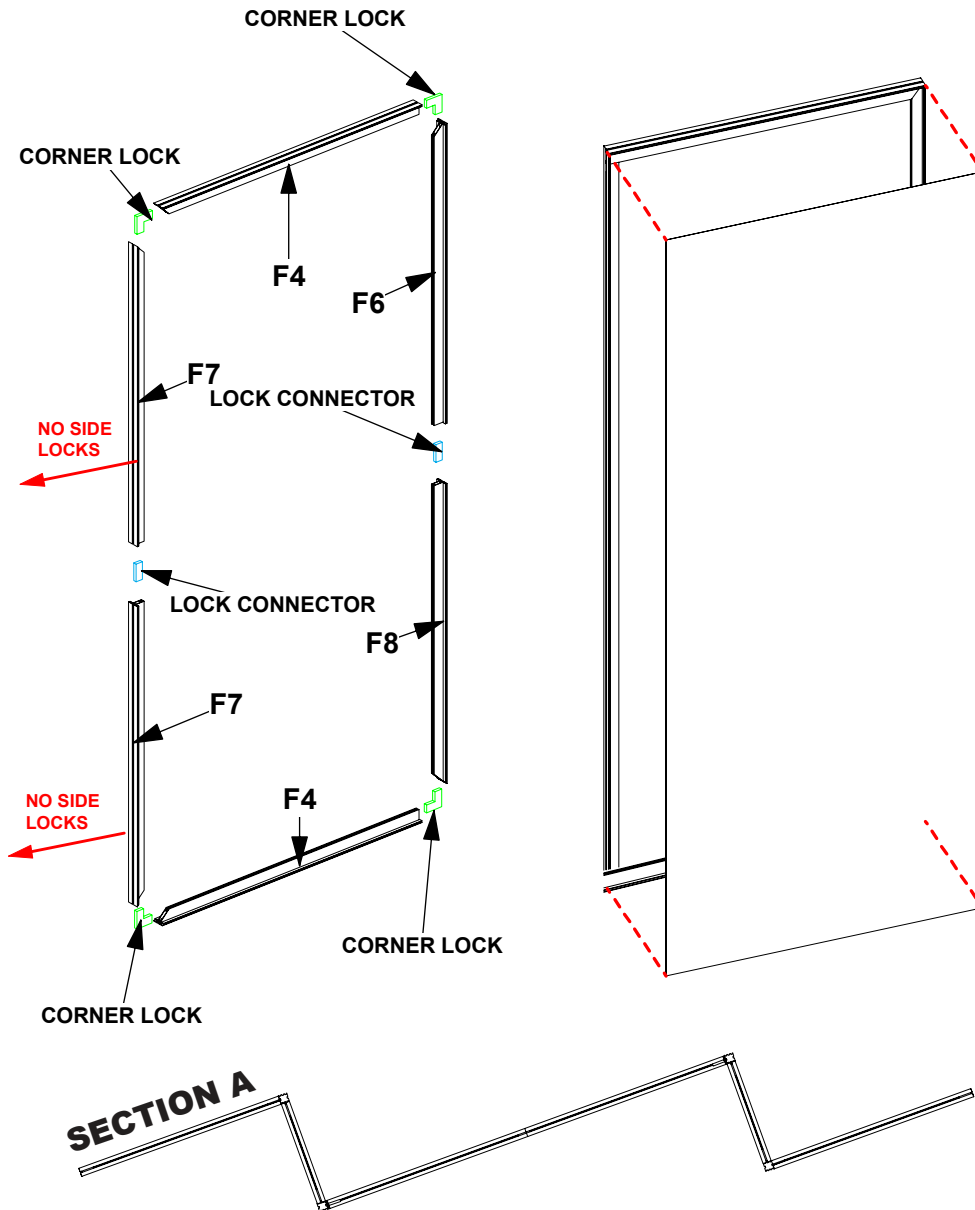 CORNER LOCK
CORNER LOCK
F4
F6
F7
LOCK CONNECTOR
NO SIDE
LOCKS
LOCK CONNECTOR
F8
F7
NO SIDE
LOCKS
F4
CORNER LOCK
CORNER LOCK
SECTION A